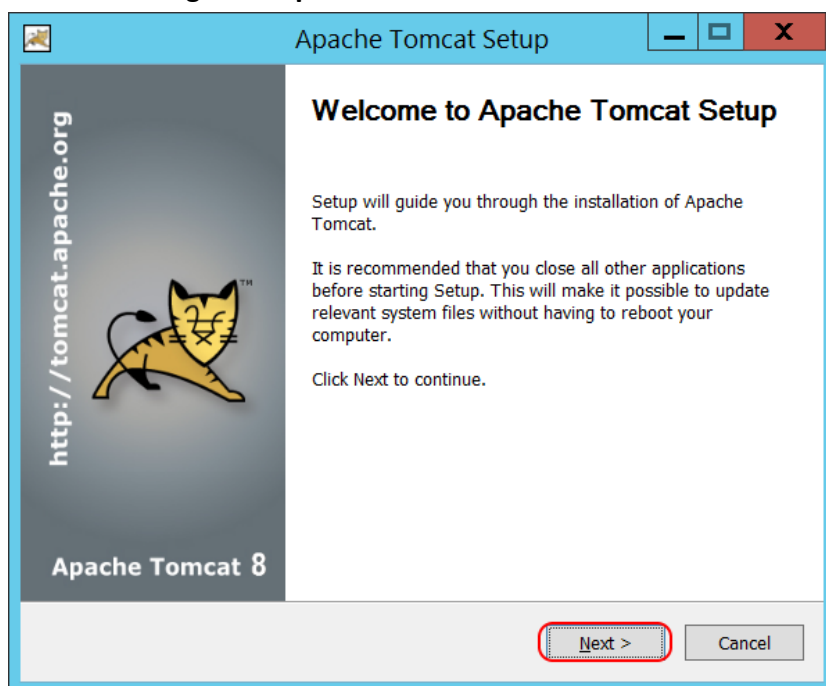 Apache Tomcat Setup
http://tomcat.apache.org
TM
Apache Tomcat 8
Welcome to Apache Tomcat Setup
Setup will guide you through the installation of Apache
Tomcat.
It is recommended that you close all other applications
before starting Setup. This will make it possible to update
relevant system files without having to reboot your
computer.
Click Next to continue.
Next >
Cancel